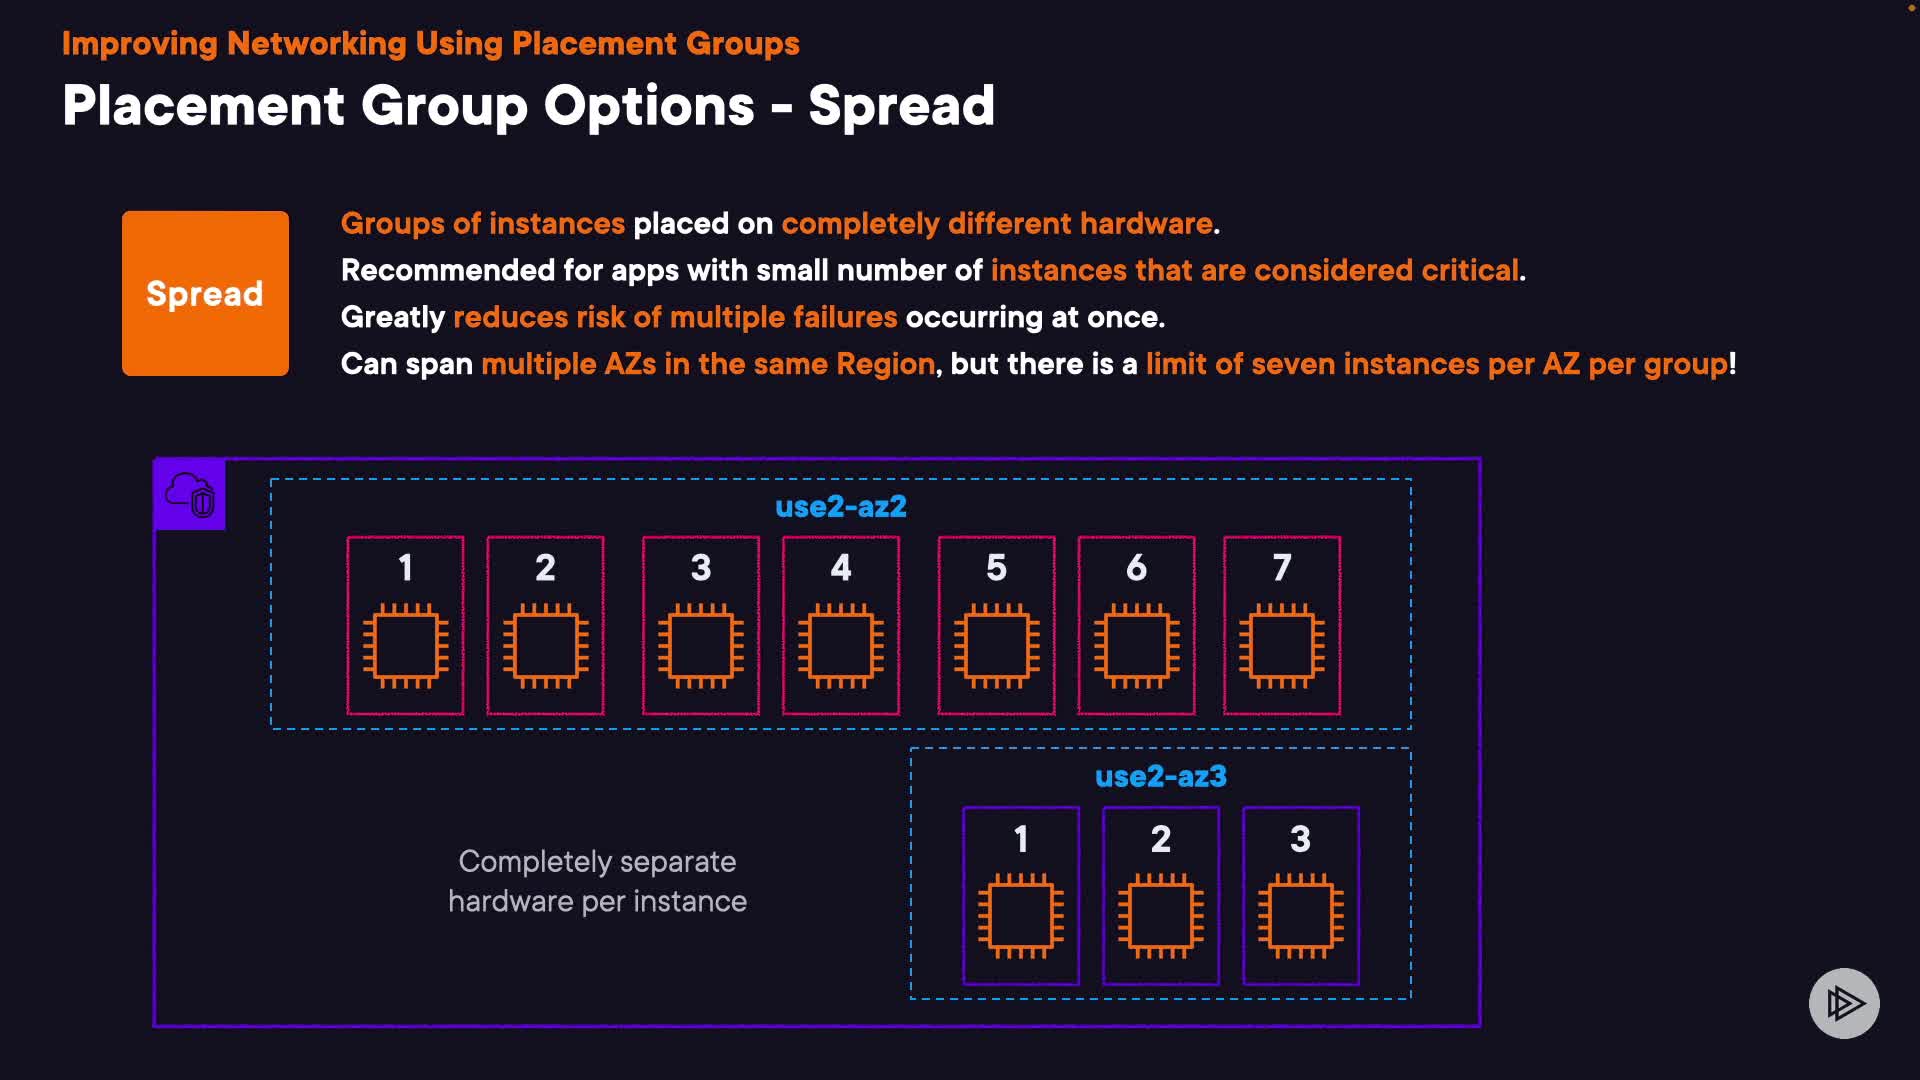 Improving Networking Using Placement Groups
Placement Group Options - Spread
Spread
Groups of instances placed on completely different hardware.
Recommended for apps with small number of instances that are considered critical.
Greatly reduces risk of multiple failures occurring at once.
Can span multiple AZs in the same Region, but there is a limit of seven instances per AZ per group!
use2-az2
1 2 3 4 5 6 7
use2-az3
1 2 3
Completely separate
hardware per instance